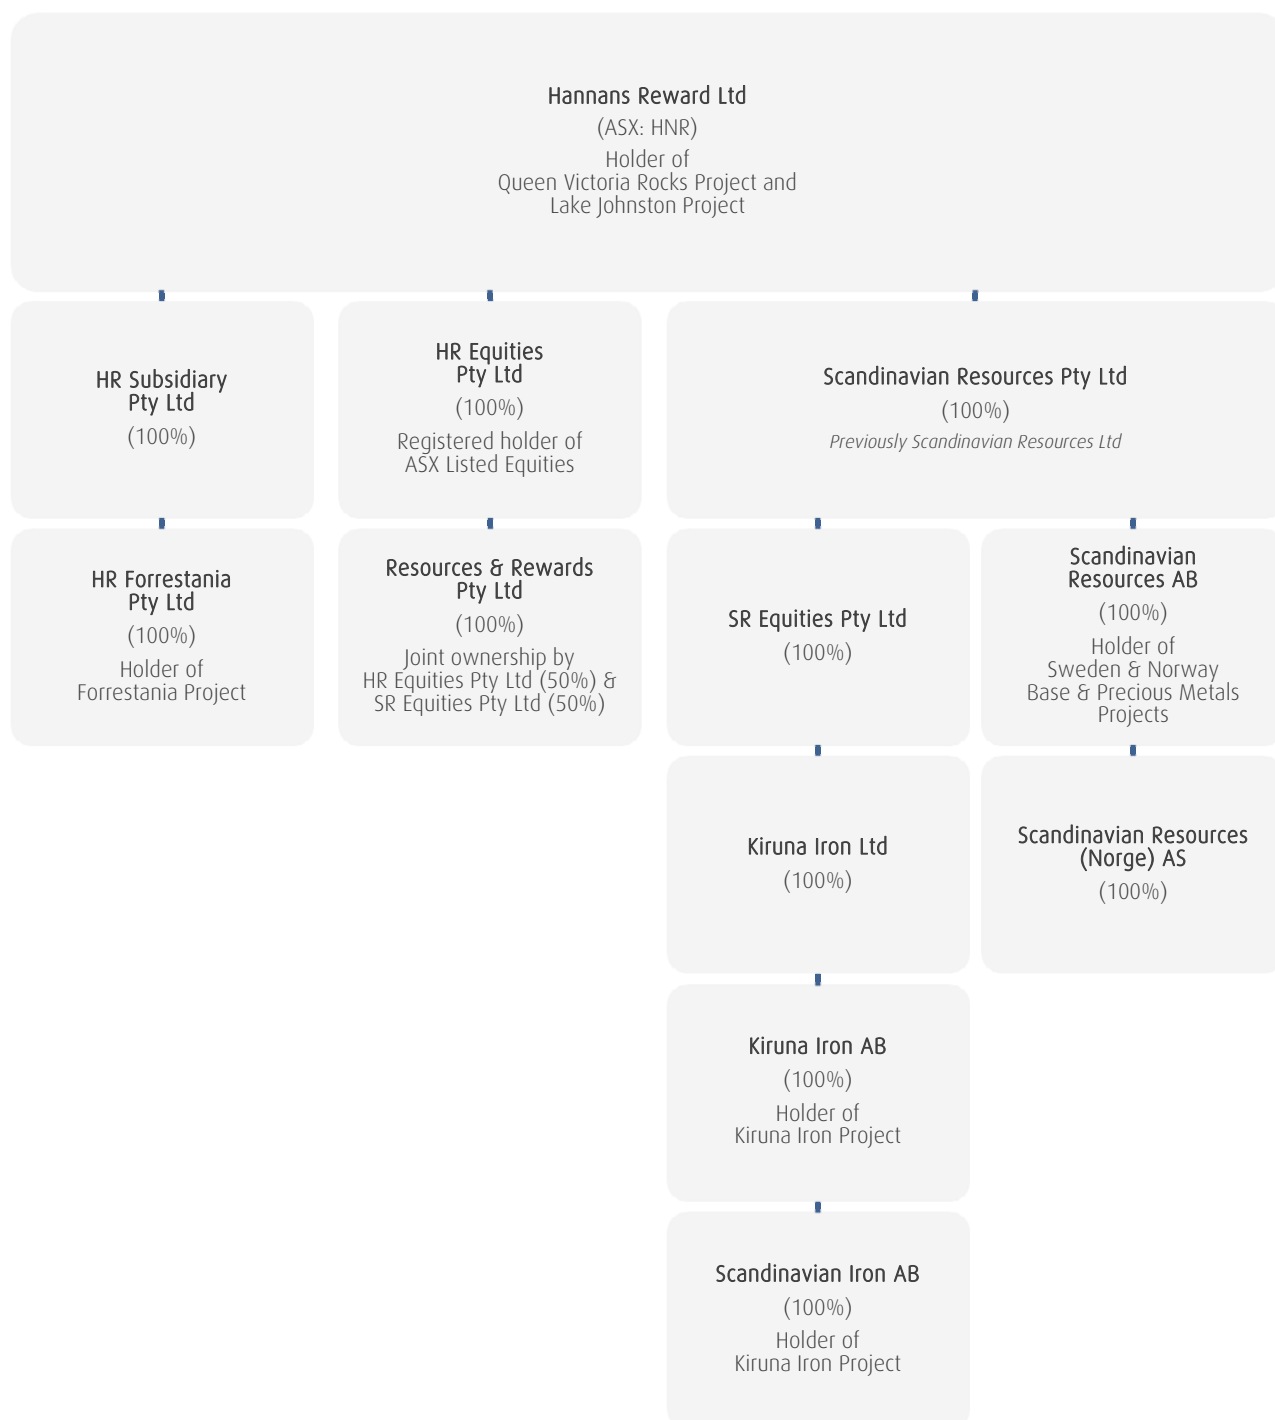 Hannans Reward Ltd
(ASX: HNR)
Holder of
Queen Victoria Rocks Project and
Lake Johnston Project
HR Subsidiary
Pty Ltd
(100%)
HR Equities
Pty Ltd
(100%)
Registered holder of
ASX Listed Equities
Scandinavian Resources Pty Ltd
(100%)
Previously Scandinavian Resources Ltd
HR Forrestania
Pty Ltd
(100%)
Holder of
Forrestania Project
Resources & Rewards
Pty Ltd
(100%)
Joint ownership by
HR Equities Pty Ltd (50%) &
SR Equities Pty Ltd (50%)
SR Equities Pty Ltd
(100%)
Scandinavian
Resources AB
(100%)
Holder of
Sweden & Norway
Base & Precious Metals
Projects
Kiruna Iron Ltd
(100%)
Scandinavian Resources
(Norge) AS
(100%)
Kiruna Iron AB
(100%)
Holder of
Kiruna Iron Project
Scandinavian Iron AB
(100%)
Holder of
Kiruna Iron Project